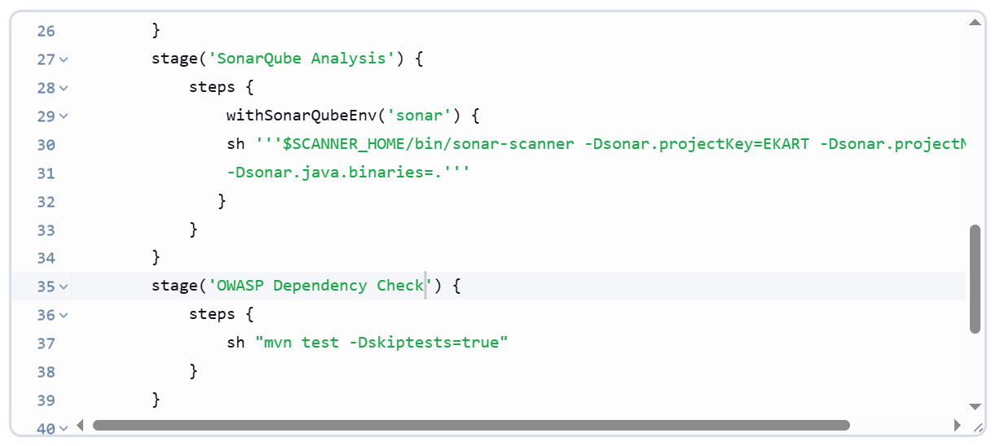 26 }
27 stage('SonarQube Analysis') {
28 steps {
29 withSonarQubeEnv('sonar') {
30 sh '''$SCANNER_HOME/bin/sonar-scanner -Dsonar.projectKey=EKART -Dsonar.projectN
31 -Dsonar.java.binaries=.'''
32 }
33 }
34 }
35 stage('OWASP Dependency Check') {
36 steps {
37 sh "mvn test -Dskiptests=true"
38 }
39 }
40